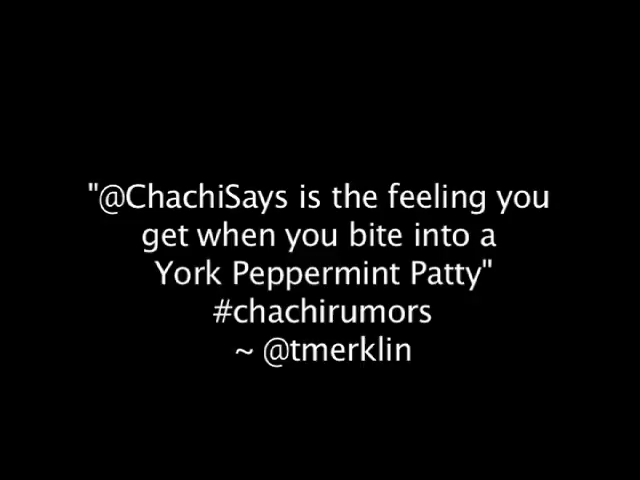 "@ChachiSays is the feeling you
get when you bite into a
York Peppermint Patty"
#chachirumors
~ @tmerklin